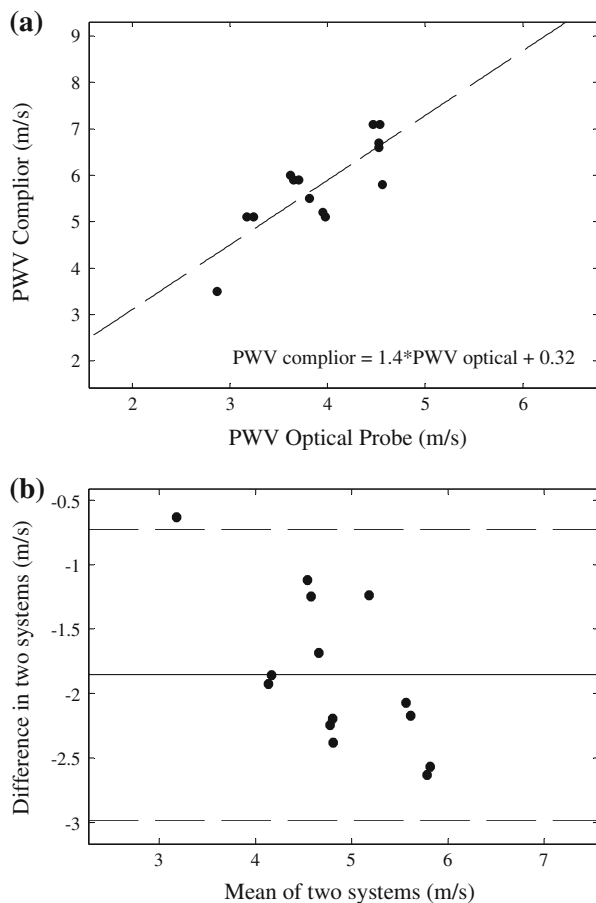 (a)
9
8
7
6
5
4
3
2
PWV Complior (m/s)
PWV complior = 1.4*PWV optical + 0.32
2 3 4 5 6
PWV Optical Probe (m/s)
(b)
-0.5
-1
-1.5
-2
-2.5
-3
Difference in two systems (m/s)
3 4 5 6 7
Mean of two systems (m/s)